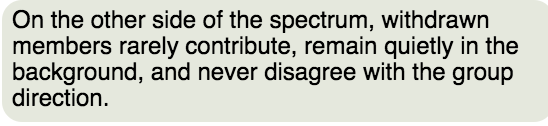 On the other side of the spectrum, withdrawn
members rarely contribute, remain quietly in the
background, and never disagree with the group
direction.